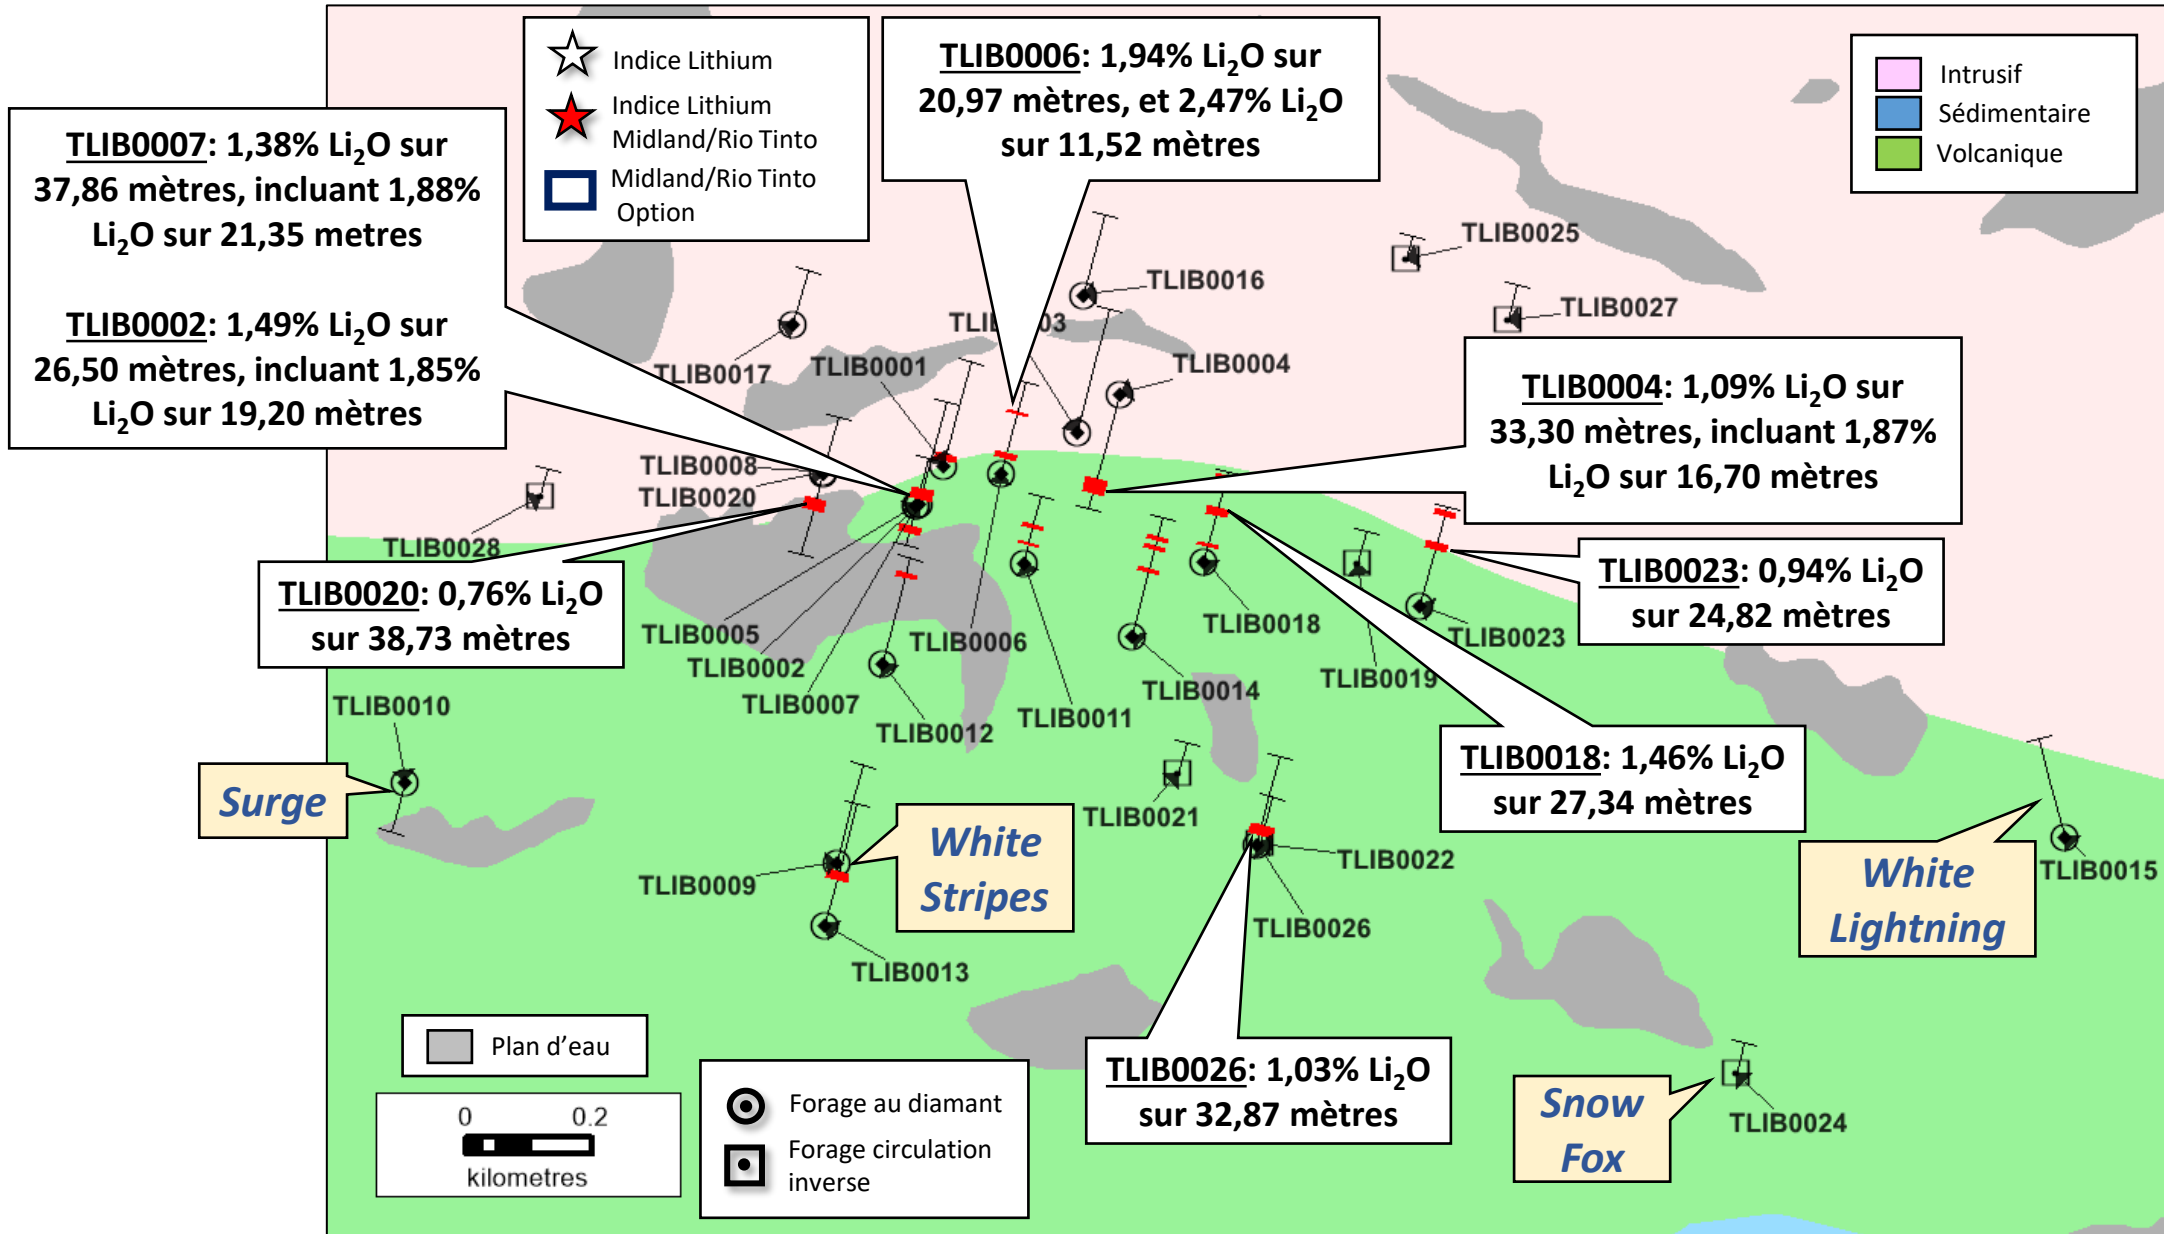 Indice Lithium
Indice Lithium
Midland/Rio Tinto
Midland/Rio Tinto
Option
TLIB0006: 1,94% Li₂O sur
20,97 mètres, et 2,47% Li₂O
sur 11,52 mètres
Intrusif
Sédimentaire
Volcanique
TLIB0007: 1,38% Li₂O sur
37,86 mètres, incluant 1,88%
Li₂O sur 21,35 metres
TLIB0002: 1,49% Li₂O sur
26,50 mètres, incluant 1,85%
Li₂O sur 19,20 mètres
TLIB0025
TLIB0016
TLIB0027
TLI
03
TLIB0017
TLIB0001
TLIB0004
TLIB0004: 1,09% Li₂O sur
33,30 mètres, incluant 1,87%
Li₂O sur 16,70 mètres
TLIB0008
TLIB0020
TLIB0028
TLIB0020: 0,76% Li₂O
sur 38,73 mètres
TLIB0023: 0,94% Li₂O
sur 24,82 mètres
TLIB0005
TLIB0002
TLIB0007
TLIB0006
TLIB0012
TLIB0011
TLIB0014
TLIB0018
TLIB0019
TLIB0023
TLIB0010
Surge
TLIB0018: 1,46% Li₂O
sur 27,34 mètres
TLIB0021
TLIB0009
White
Stripes
TLIB0022
TLIB0026
TLIB0013
White
Lightning
TLIB0015
Plan d’eau
0 0.2
kilometres
Forage au diamant
Forage circulation
inverse
TLIB0026: 1,03% Li₂O
sur 32,87 mètres
Snow
Fox
TLIB0024